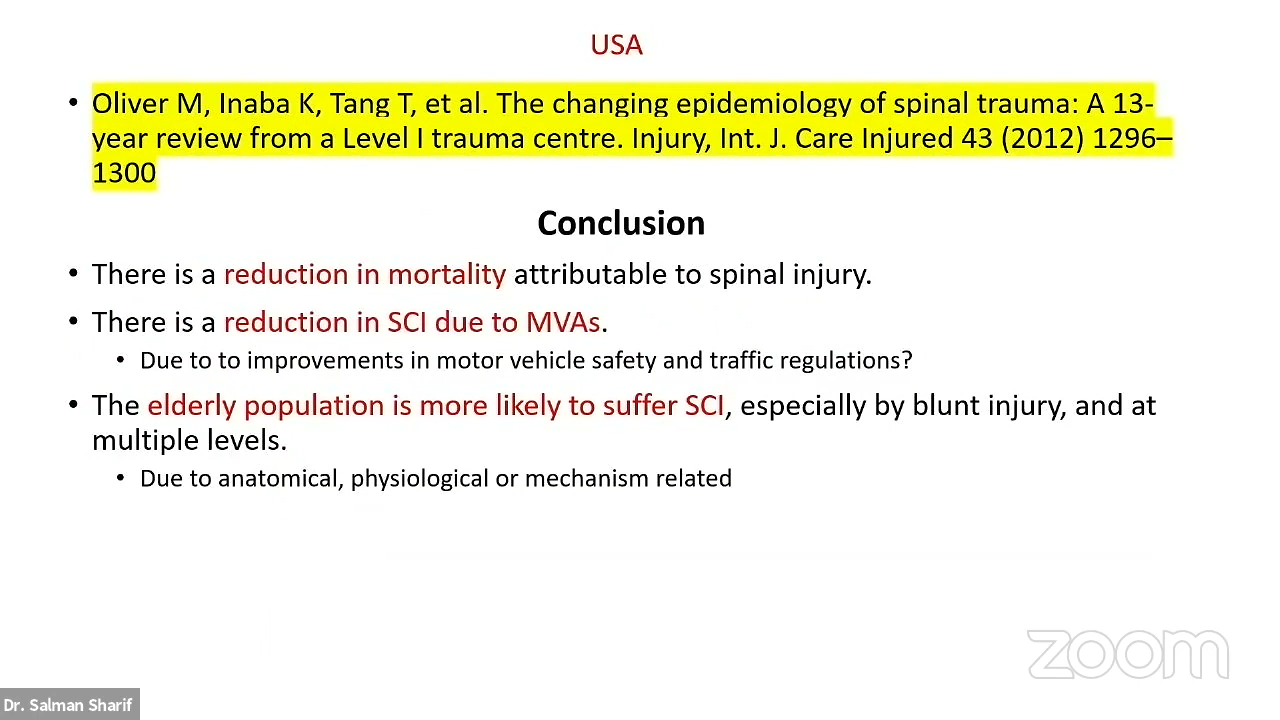 USA
• Oliver M, Inaba K, Tang T, et al. The changing epidemiology of spinal trauma: A 13-
year review from a Level I trauma centre. Injury, Int. J. Care Injured 43 (2012) 1296–
1300
Conclusion
• There is a reduction in mortality attributable to spinal injury.
• There is a reduction in SCI due to MVAs.
• Due to to improvements in motor vehicle safety and traffic regulations?
• The elderly population is more likely to suffer SCI, especially by blunt injury, and at
multiple levels.
• Due to anatomical, physiological or mechanism related
zoom
Dr. Salman Sharif